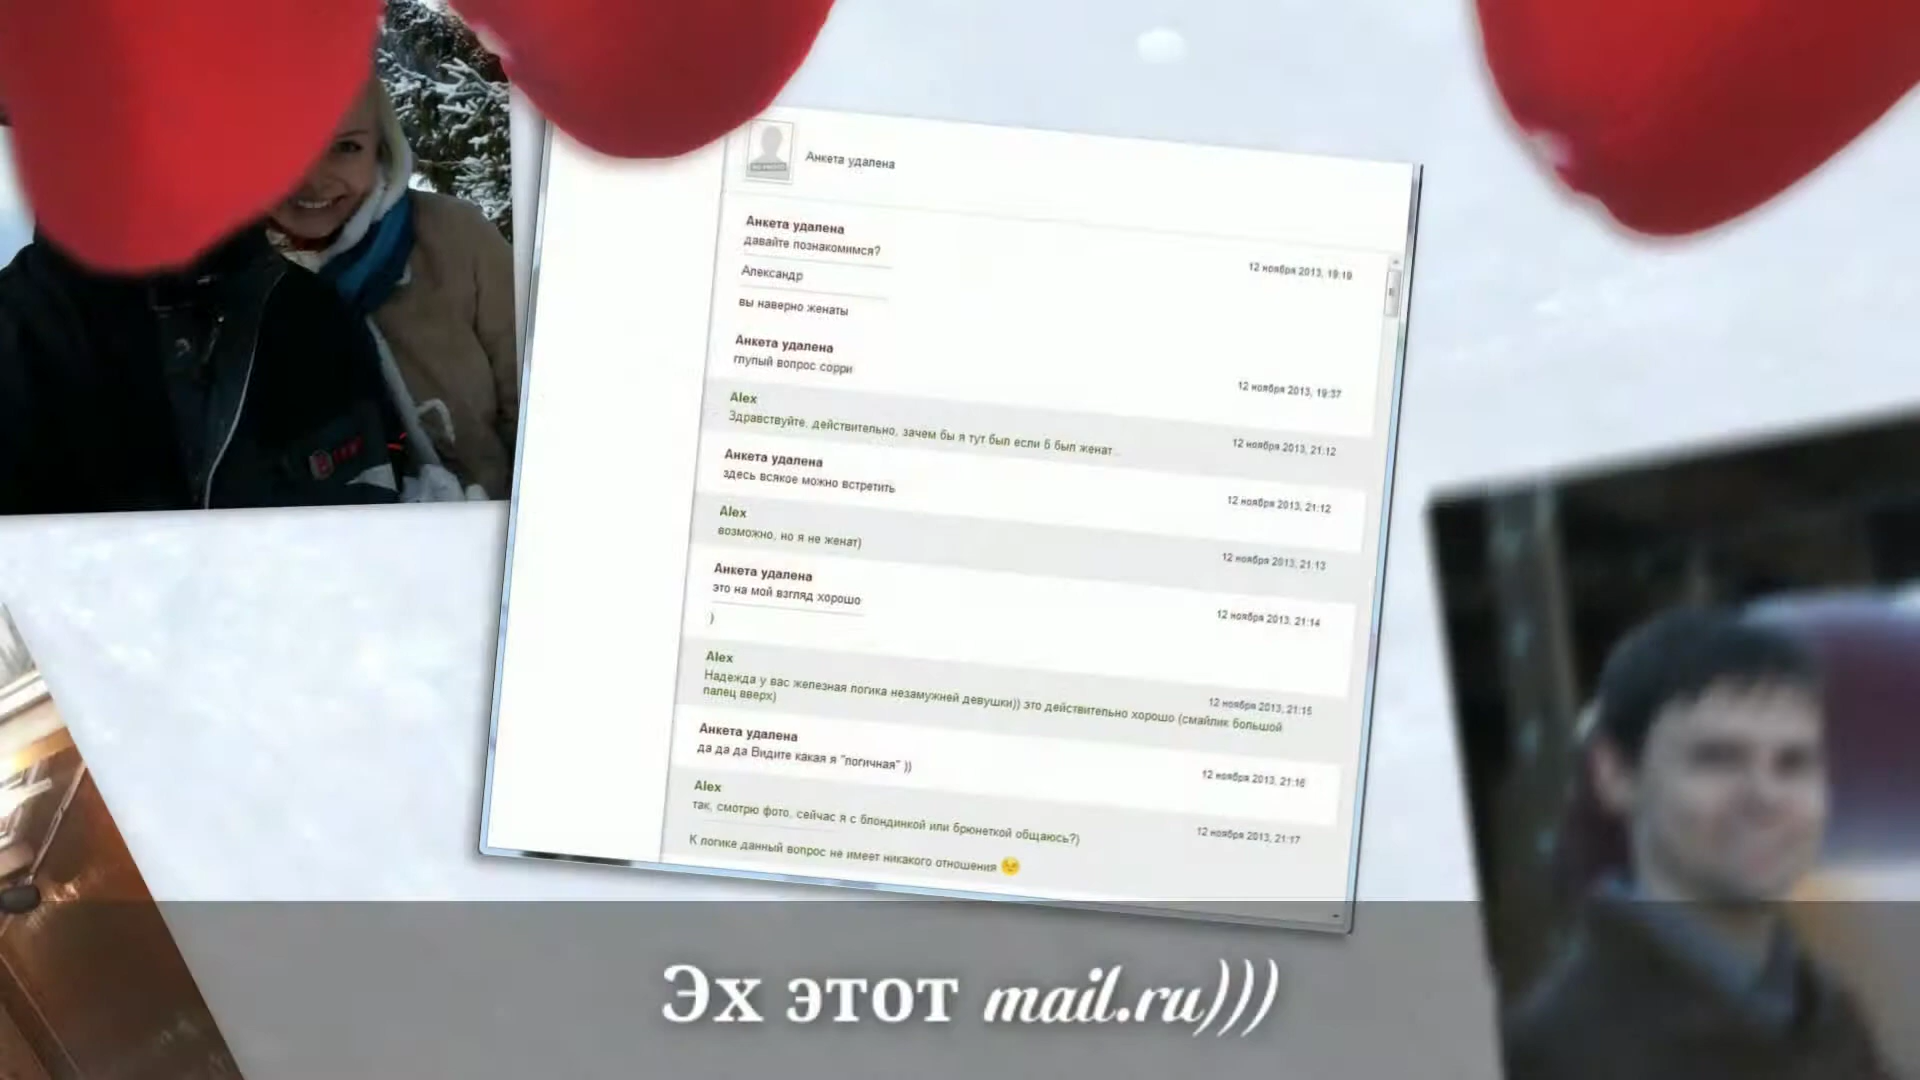 Анкета удалена
Анкета удалена
давайте познакомимся?
12 ноября 2013, 19:19
Александр
вы наверно женаты
Анкета удалена
глупый вопрос сорри
12 ноября 2013, 19:37
Alex
Здравствуйте, действительно, зачем бы я тут был если б был женат...
12 ноября 2013, 21:12
Анкета удалена
здесь всякое можно встретить
12 ноября 2013, 21:12
Alex
возможно, но я не женат)
12 ноября 2013, 21:13
Анкета удалена
это на мой взгляд хорошо
12 ноября 2013, 21:14
)
Alex
Надежда у вас железная логика незамужней девушки)) это действительно хорошо (смайлик большой
палец вверх)
12 ноября 2013, 21:15
Анкета удалена
да да да Видите какая я "логичная" ))
12 ноября 2013, 21:16
Alex
так, смотрю фото, сейчас я с блондинкой или брюнеткой общаюсь?)
12 ноября 2013, 21:17
К логике данный вопрос не имеет никакого отношения 😉
Эх этот mail.ru)))